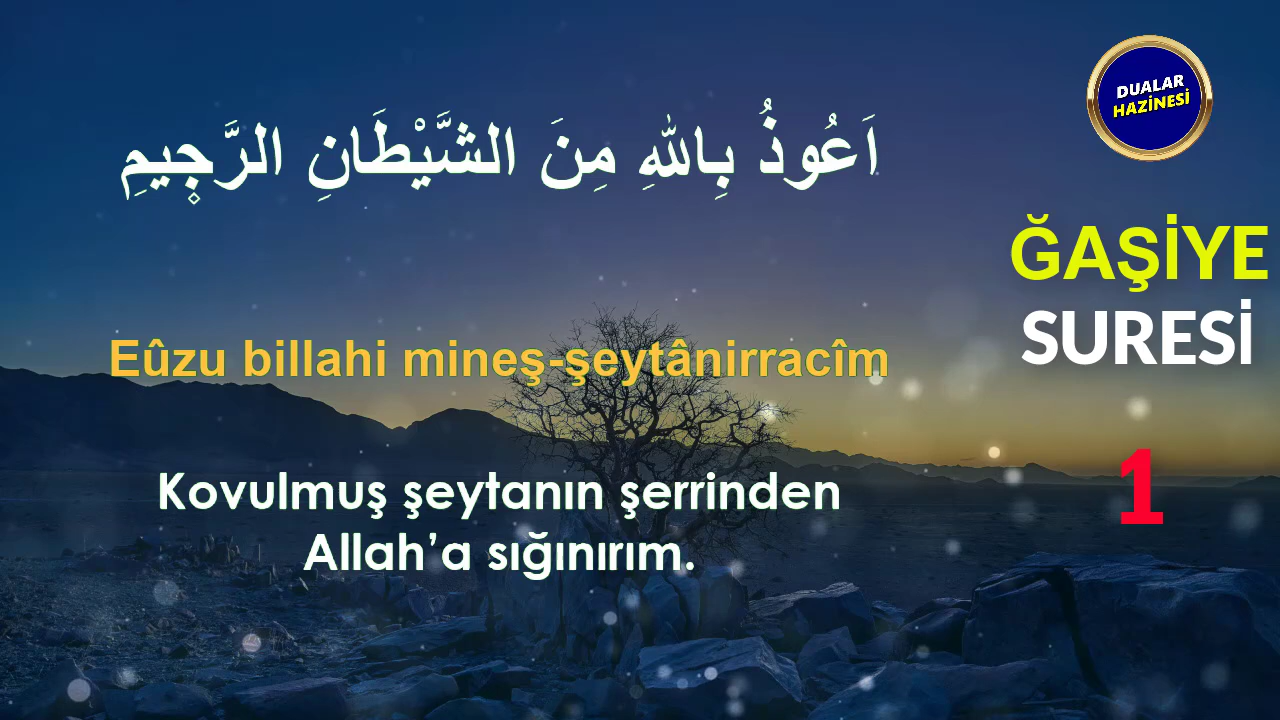 اَعُوذُ بِاللهِ مِنَ الشَّيْطَانِ الرَّج۪يمِ
Eûzu billahi mineş-şeytânirracîm
Kovulmuş şeytanın şerrinden
Allah’a sığınırım.
DUALAR
HAZİNESİ
ĞAŞİYE
SURESİ
1